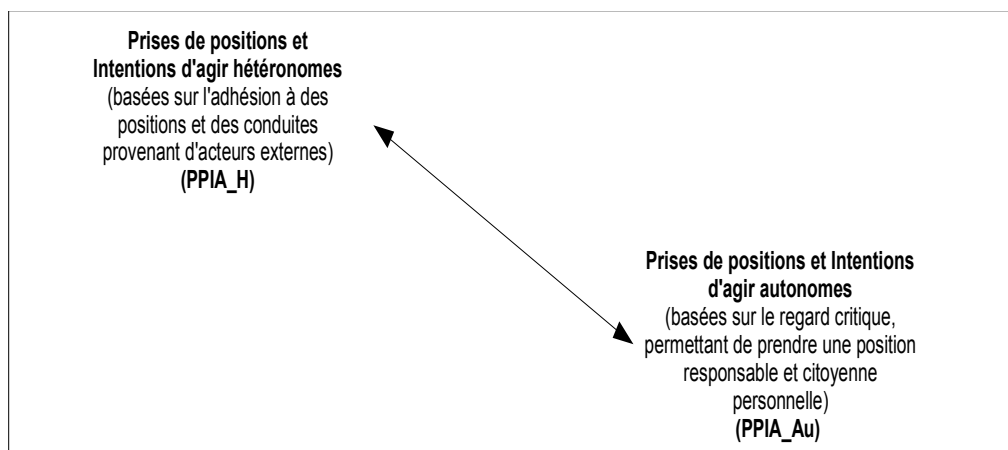 Prises de positions et
Intentions d'agir hétéronomes
(basées sur l'adhésion à des
positions et des conduites
provenant d'acteurs externes)
(PPIA_H)
Prises de positions et Intentions
d'agir autonomes
(basées sur le regard critique,
permettant de prendre une position
responsable et citoyenne
personnelle)
(PPIA_Au)